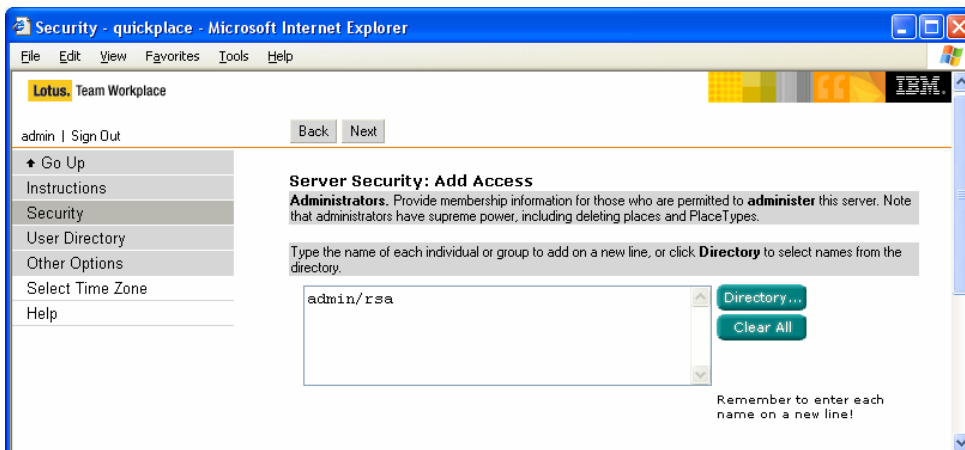 Security - quickplace - Microsoft Internet Explorer
File Edit View Favorites Tools Help
Lotus. Team Workplace
IBM.
admin | Sign Out
Back Next
Go Up
Instructions
Security
User Directory
Other Options
Select Time Zone
Help
Server Security: Add Access
Administrators. Provide membership information for those who are permitted to administer this server. Note
that administrators have supreme power, including deleting places and PlaceTypes.
Type the name of each individual or group to add on a new line, or click Directory to select names from the
directory.
admin/rsa
Directory...
Clear All
Remember to enter each
name on a new line!